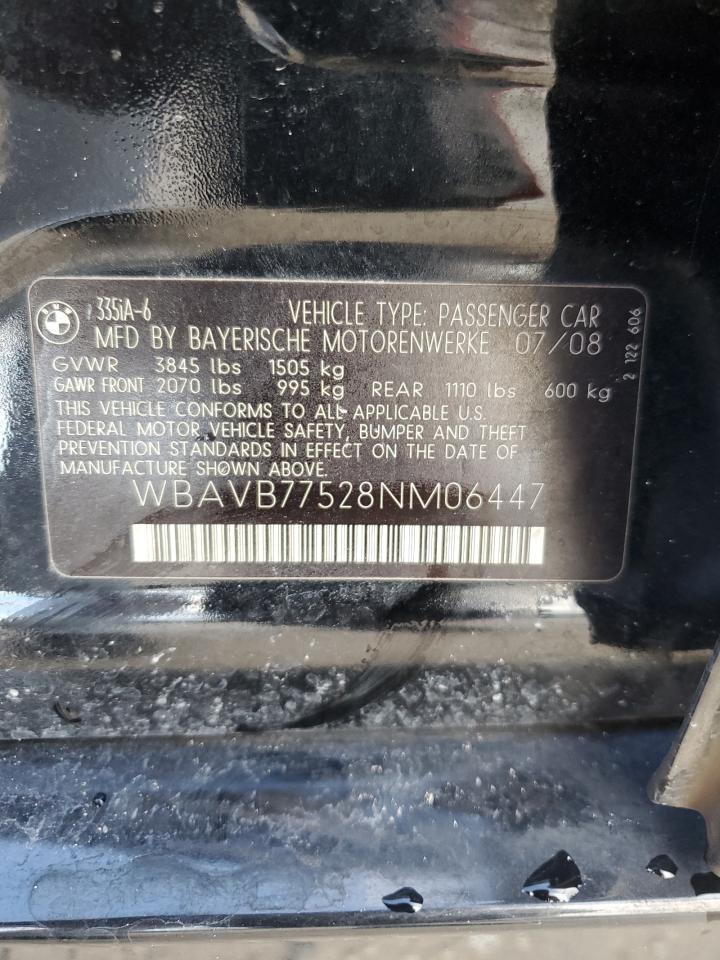 BMW
335iA-6
VEHICLE TYPE: PASSENGER CAR
MFD BY BAYERISCHE MOTORENWERKE 07/08
GVWR 3845 lbs 1505 kg
GAWR FRONT 2070 lbs 995 kg REAR 1110 lbs 600 kg
THIS VEHICLE CONFORMS TO ALL APPLICABLE U.S.
FEDERAL MOTOR VEHICLE SAFETY, BUMPER AND THEFT
PREVENTION STANDARDS IN EFFECT ON THE DATE OF
MANUFACTURE SHOWN ABOVE.
WBAVB77528NM06447
2 122 606